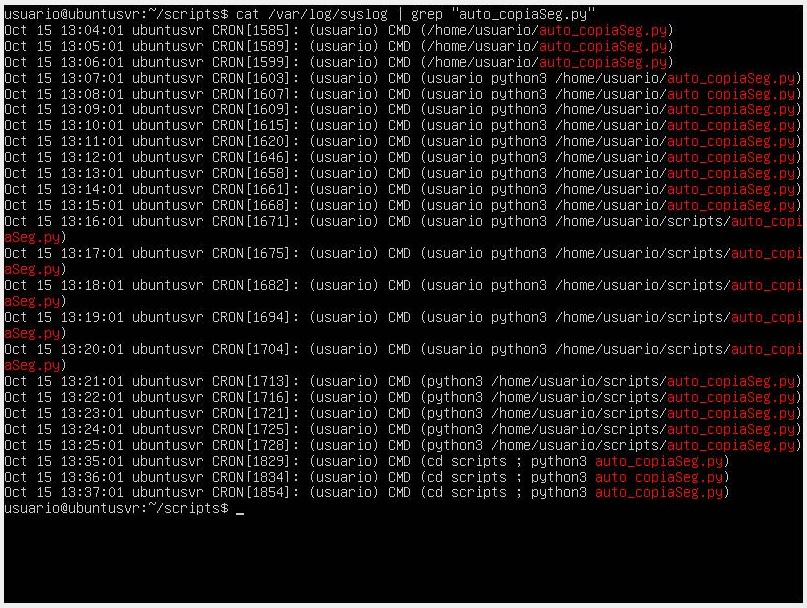 usuario@ubuntusvr:~/scripts$ cat /var/log/syslog | grep "auto_copiaSeg.py"
Oct 15 13:04:01 ubuntusvr CRON[1585]: (usuario) CMD (/home/usuario/auto_copiaSeg.py)
Oct 15 13:05:01 ubuntusvr CRON[1589]: (usuario) CMD (/home/usuario/auto_copiaSeg.py)
Oct 15 13:06:01 ubuntusvr CRON[1599]: (usuario) CMD (/home/usuario/auto_copiaSeg.py)
Oct 15 13:07:01 ubuntusvr CRON[1603]: (usuario) CMD (usuario python3 /home/usuario/auto_copiaSeg.py)
Oct 15 13:08:01 ubuntusvr CRON[1607]: (usuario) CMD (usuario python3 /home/usuario/auto_copiaSeg.py)
Oct 15 13:09:01 ubuntusvr CRON[1609]: (usuario) CMD (usuario python3 /home/usuario/auto_copiaSeg.py)
Oct 15 13:10:01 ubuntusvr CRON[1615]: (usuario) CMD (usuario python3 /home/usuario/auto_copiaSeg.py)
Oct 15 13:11:01 ubuntusvr CRON[1620]: (usuario) CMD (usuario python3 /home/usuario/auto_copiaSeg.py)
Oct 15 13:12:01 ubuntusvr CRON[1646]: (usuario) CMD (usuario python3 /home/usuario/auto_copiaSeg.py)
Oct 15 13:13:01 ubuntusvr CRON[1658]: (usuario) CMD (usuario python3 /home/usuario/auto_copiaSeg.py)
Oct 15 13:14:01 ubuntusvr CRON[1661]: (usuario) CMD (usuario python3 /home/usuario/auto_copiaSeg.py)
Oct 15 13:15:01 ubuntusvr CRON[1668]: (usuario) CMD (usuario python3 /home/usuario/auto_copiaSeg.py)
Oct 15 13:16:01 ubuntusvr CRON[1671]: (usuario) CMD (usuario python3 /home/usuario/scripts/auto_copi
aSeg.py)
Oct 15 13:17:01 ubuntusvr CRON[1675]: (usuario) CMD (usuario python3 /home/usuario/scripts/auto_copi
aSeg.py)
Oct 15 13:18:01 ubuntusvr CRON[1682]: (usuario) CMD (usuario python3 /home/usuario/scripts/auto_copi
aSeg.py)
Oct 15 13:19:01 ubuntusvr CRON[1694]: (usuario) CMD (usuario python3 /home/usuario/scripts/auto_copi
aSeg.py)
Oct 15 13:20:01 ubuntusvr CRON[1704]: (usuario) CMD (usuario python3 /home/usuario/scripts/auto_copi
aSeg.py)
Oct 15 13:21:01 ubuntusvr CRON[1713]: (usuario) CMD (python3 /home/usuario/scripts/auto_copiaSeg.py)
Oct 15 13:22:01 ubuntusvr CRON[1716]: (usuario) CMD (python3 /home/usuario/scripts/auto_copiaSeg.py)
Oct 15 13:23:01 ubuntusvr CRON[1721]: (usuario) CMD (python3 /home/usuario/scripts/auto_copiaSeg.py)
Oct 15 13:24:01 ubuntusvr CRON[1725]: (usuario) CMD (python3 /home/usuario/scripts/auto_copiaSeg.py)
Oct 15 13:25:01 ubuntusvr CRON[1728]: (usuario) CMD (python3 /home/usuario/scripts/auto_copiaSeg.py)
Oct 15 13:35:01 ubuntusvr CRON[1829]: (usuario) CMD (cd scripts ; python3 auto_copiaSeg.py)
Oct 15 13:36:01 ubuntusvr CRON[1834]: (usuario) CMD (cd scripts ; python3 auto_copiaSeg.py)
Oct 15 13:37:01 ubuntusvr CRON[1854]: (usuario) CMD (cd scripts ; python3 auto_copiaSeg.py)
usuario@ubuntusvr:~/scripts$ _